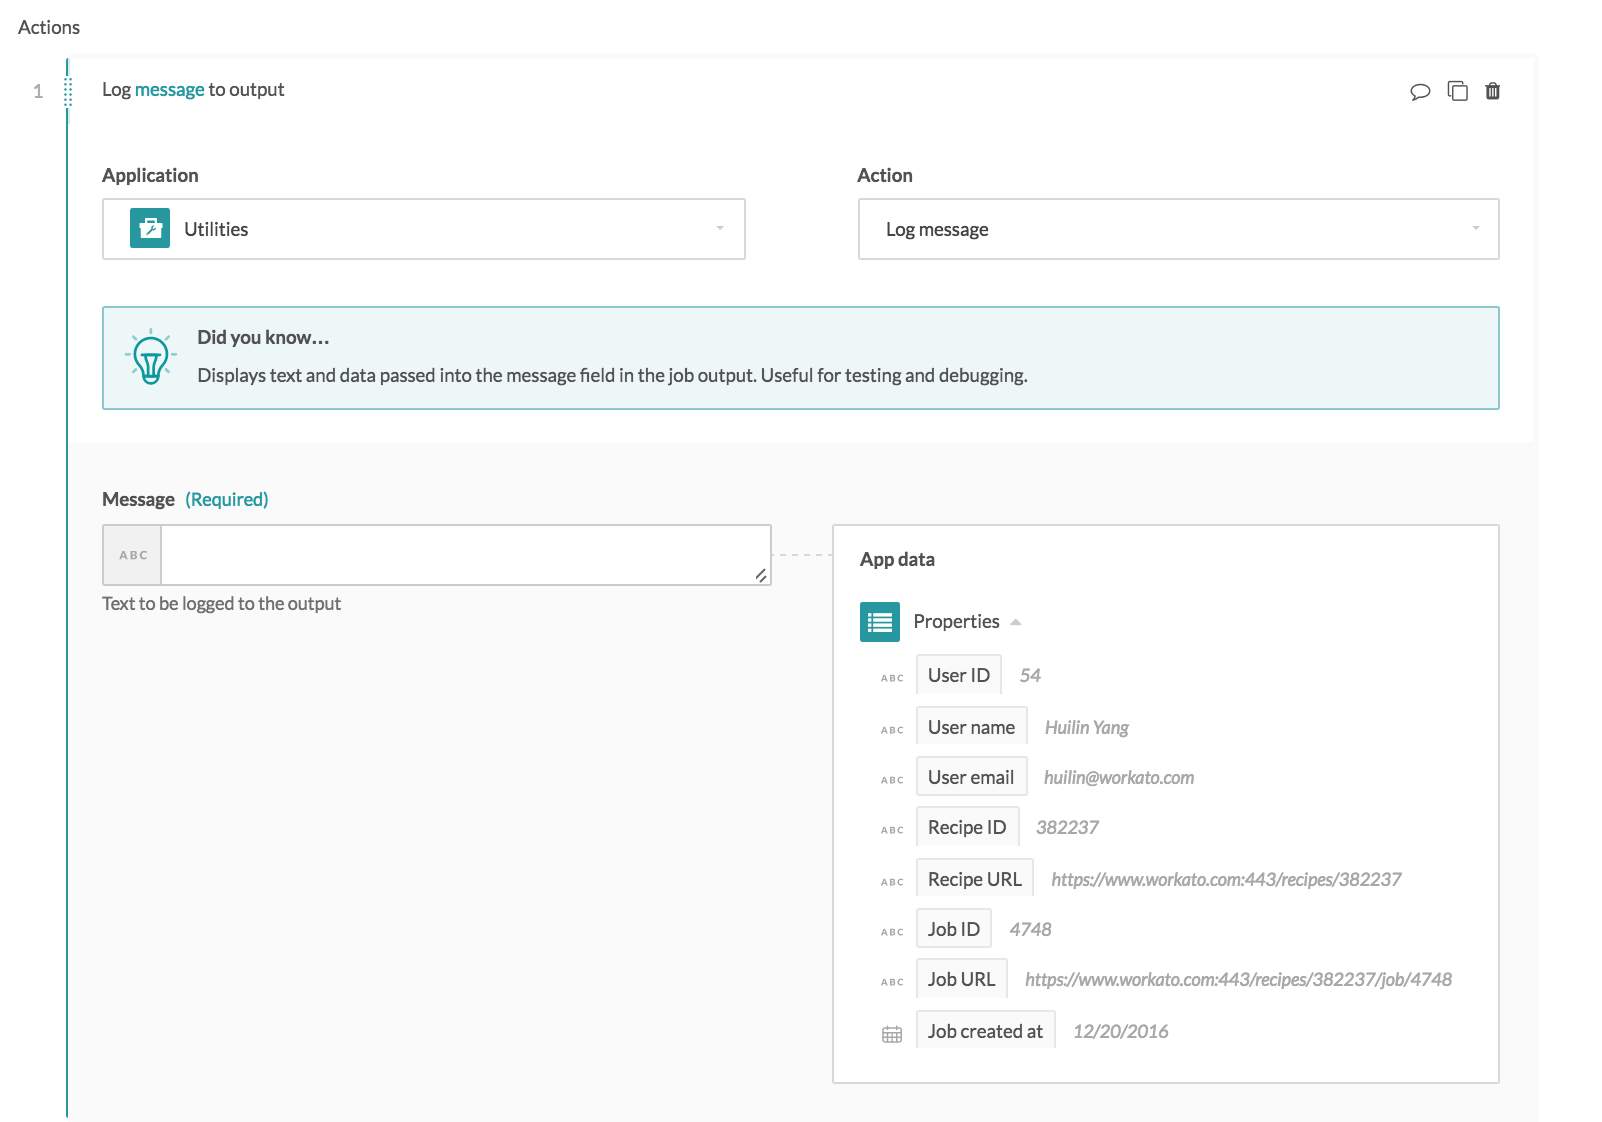 Actions
1
Log message to output
Application
Action
Utilities
Log message
Did you know...
Displays text and data passed into the message field in the job output. Useful for testing and debugging.
Message (Required)
ABC
Text to be logged to the output
App data
Properties
ABC User ID 54
ABC User name Huilin Yang
ABC User email huilin@workato.com
ABC Recipe ID 382237
ABC Recipe URL https://www.workato.com:443/recipes/382237
ABC Job ID 4748
ABC Job URL https://www.workato.com:443/recipes/382237/job/4748
Job created at 12/20/2016